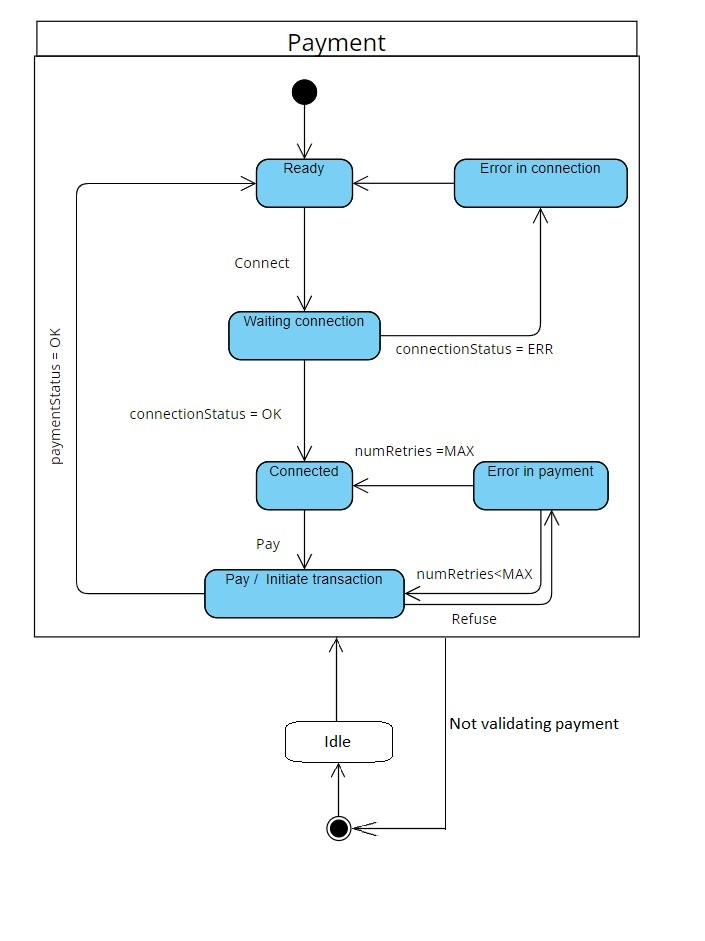 Payment
Ready
Error in connection
Connect
Waiting connection
connectionStatus = ERR
paymentStatus = OK
connectionStatus = OK
numRetries =MAX
Connected
Error in payment
Pay
numRetries<MAX
Pay /  Initiate transaction
Refuse
Not validating payment
Idle